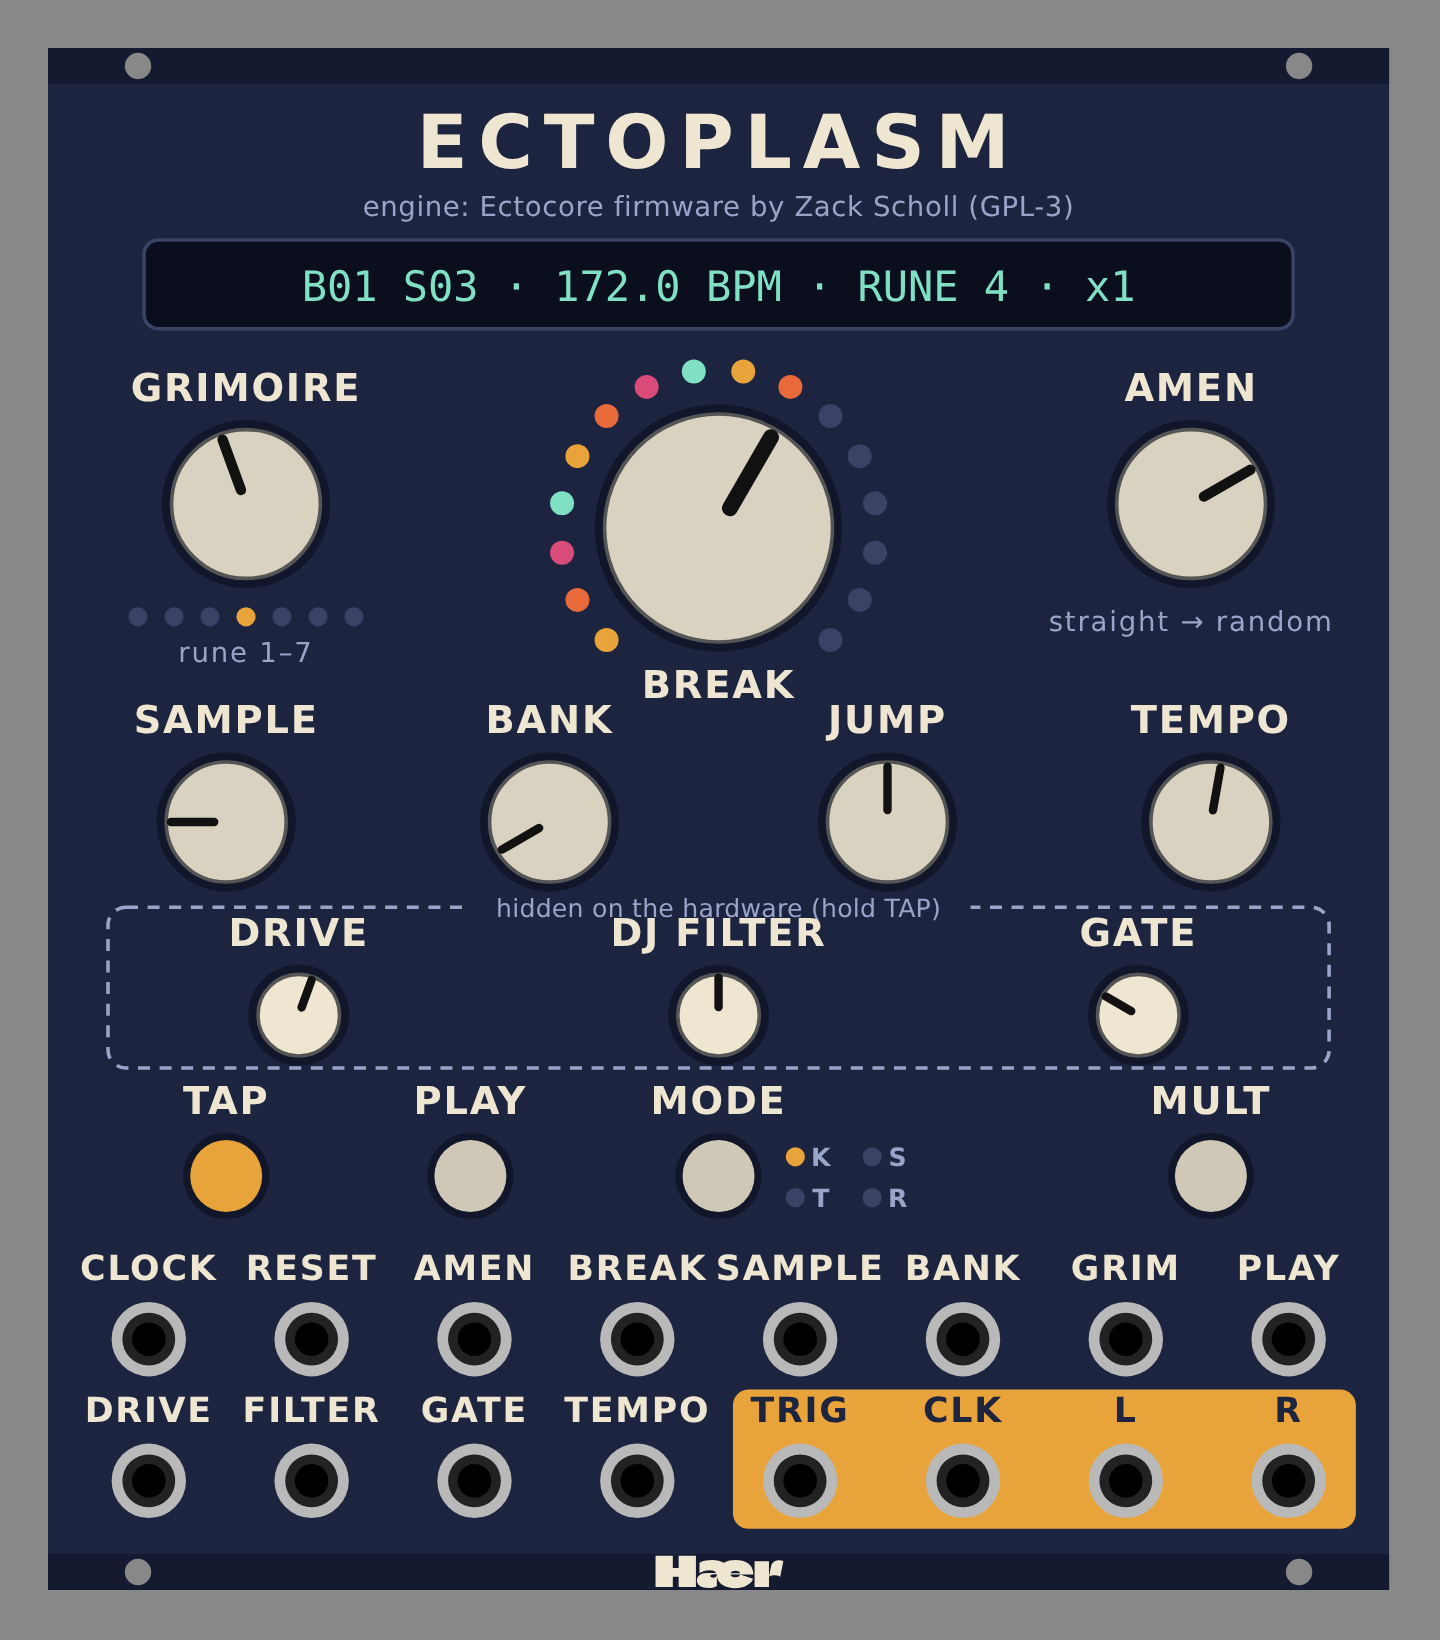 ECTOPLASM
engine: Ectocore firmware by Zack Scholl (GPL-3)
B01 S03 · 172.0 BPM · RUNE 4 · x1
GRIMOIRE
AMEN
straight → random
rune 1–7
BREAK
SAMPLE BANK JUMP TEMPO
hidden on the hardware (hold TAP)
DRIVE DJ FILTER GATE
TAP PLAY MODE MULT
K S
T R
CLOCK RESET AMEN BREAK SAMPLE BANK GRIM PLAY
DRIVE FILTER GATE TEMPO TRIG CLK L R
Hær